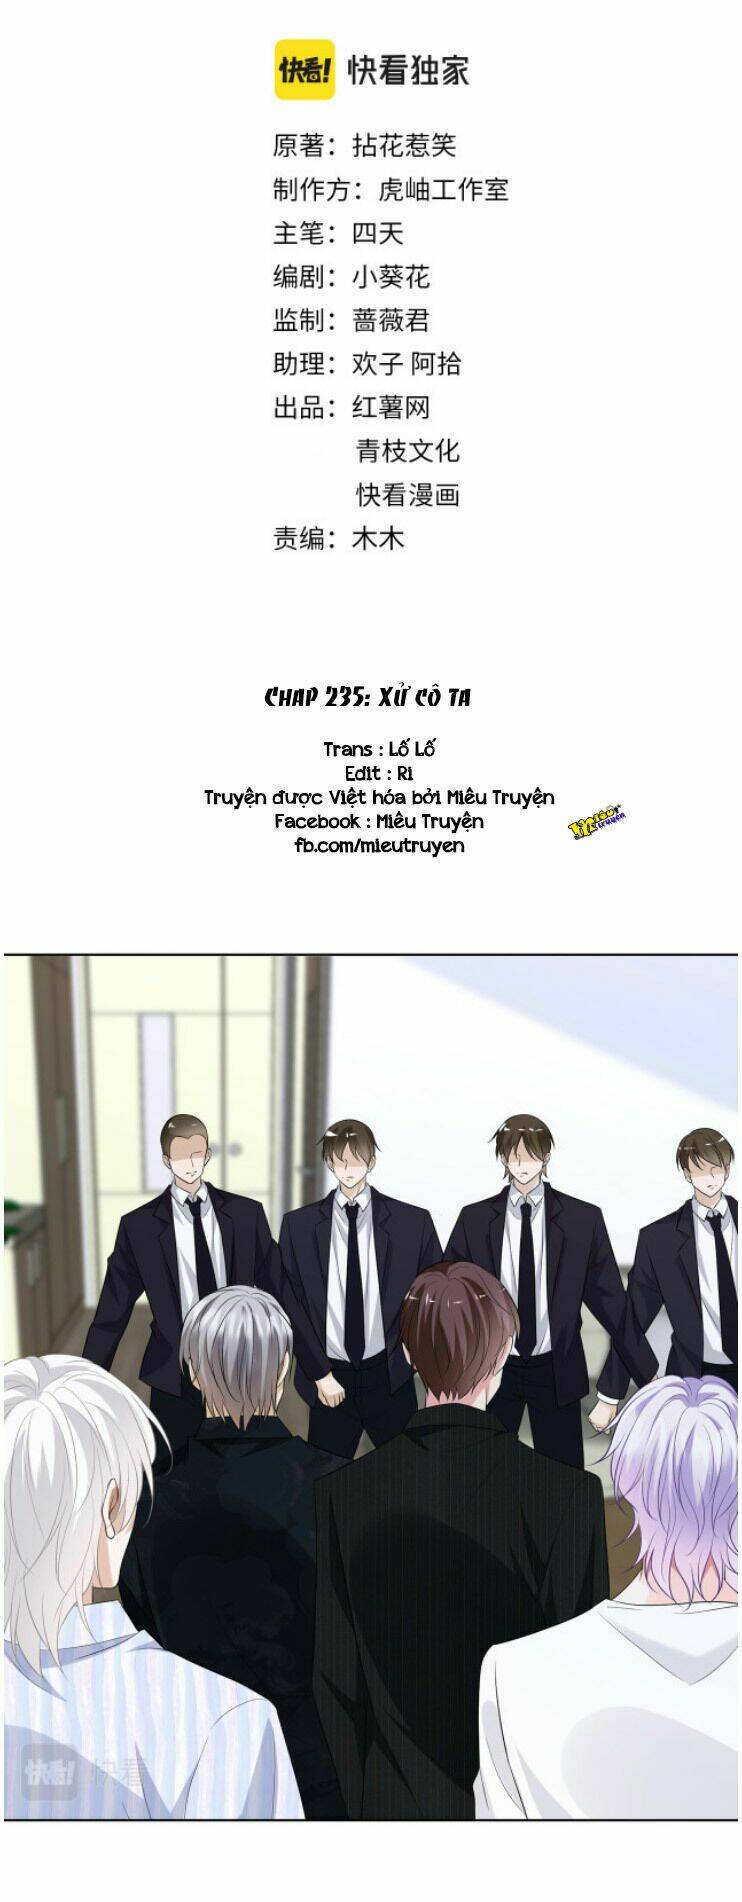 快看! 快看独家
原著：拈花惹笑
制作方：虎岫工作室
主笔：四天
编剧：小葵花
监制：蔷薇君
助理：欢子 阿拾
出品：红薯网
青枝文化
快看漫画
责编：木木
CHAP 235: XỬ CÔ TA
Trans : Lố Lố
Edit : Ri
Truyện được Việt hóa bởi Miêu Truyện
Facebook : Miêu Truyện
fb.com/mieutruyen
Miêu
truyện
快看! 快看